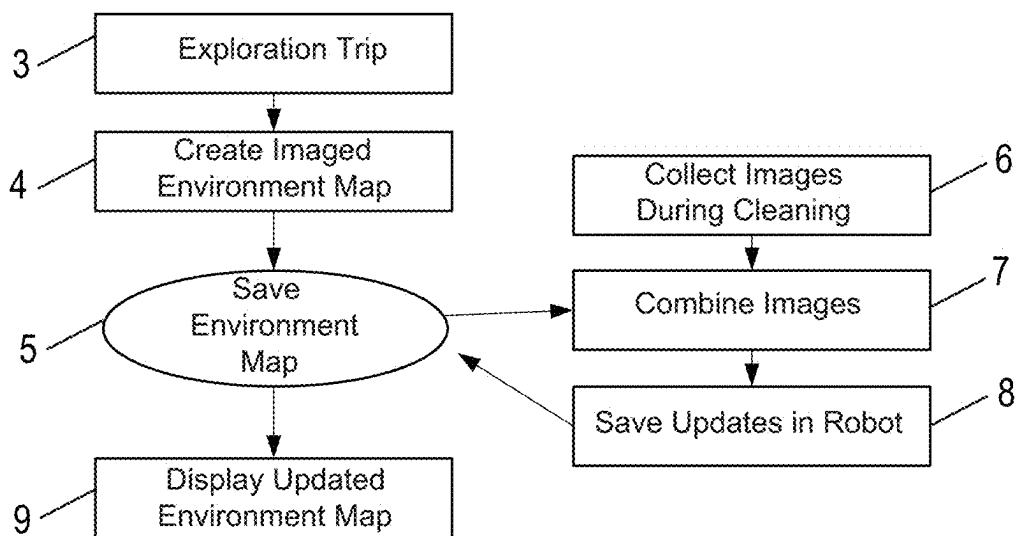 3
Exploration Trip
4
Create Imaged
Environment Map
5
Save
Environment
Map
6
Collect Images
During Cleaning
7
Combine Images
8
Save Updates in Robot
9
Display Updated
Environment Map